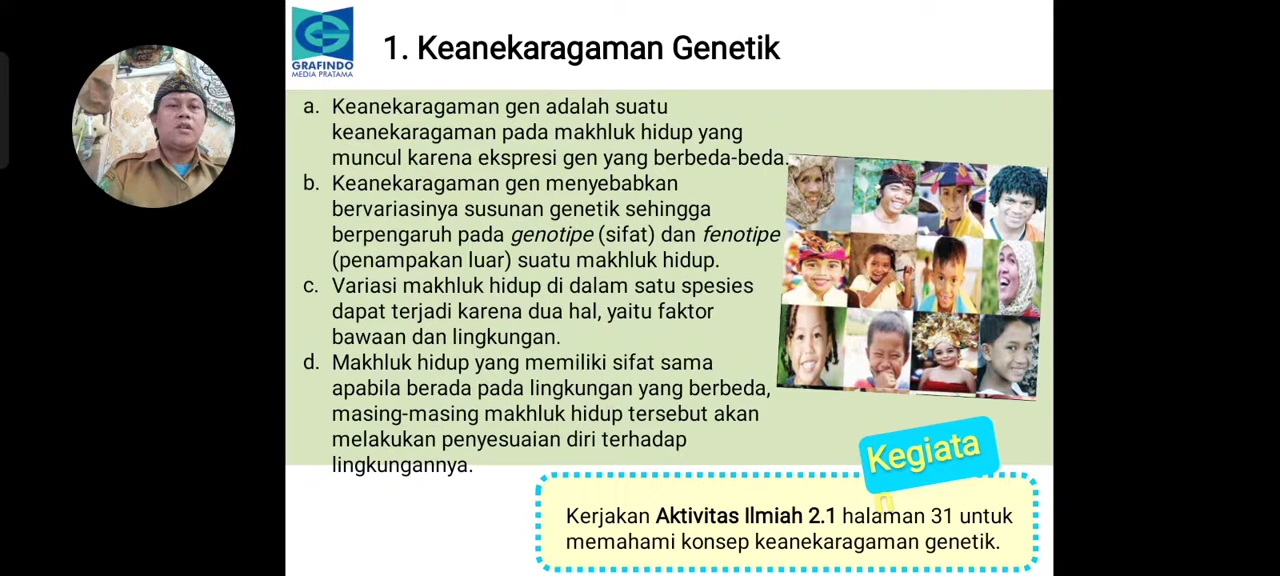 GRAFINDO
MEDIA PRATAMA
1. Keanekaragaman Genetik
a. Keanekaragaman gen adalah suatu
keanekaragaman pada makhluk hidup yang
muncul karena ekspresi gen yang berbeda-beda.
b. Keanekaragaman gen menyebabkan
bervariasinya susunan genetik sehingga
berpengaruh pada genotipe (sifat) dan fenotipe
(penampakan luar) suatu makhluk hidup.
c. Variasi makhluk hidup di dalam satu spesies
dapat terjadi karena dua hal, yaitu faktor
bawaan dan lingkungan.
d. Makhluk hidup yang memiliki sifat sama
apabila berada pada lingkungan yang berbeda,
masing-masing makhluk hidup tersebut akan
melakukan penyesuaian diri terhadap
lingkungannya.
Kegiata
n
Kerjakan Aktivitas Ilmiah 2.1 halaman 31 untuk
memahami konsep keanekaragaman genetik.